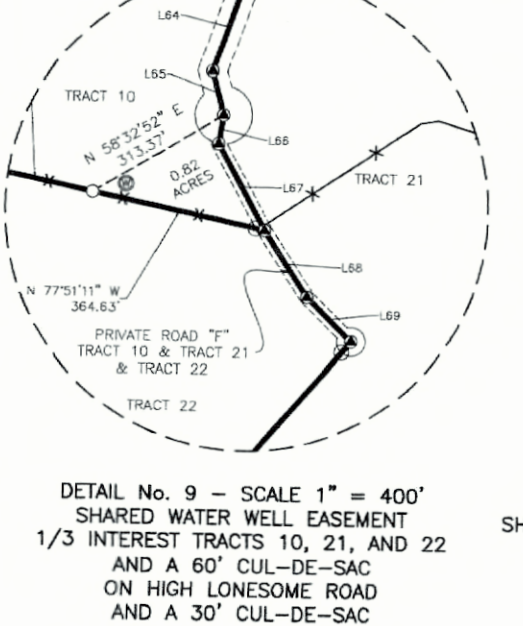 L64
L65
TRACT 10
N 58°32'52" E
313.37'
L66
0.82
ACRES
L67
TRACT 21
W
N 77°51'11" W
364.63'
L68
L69
PRIVATE ROAD "F"
TRACT 10 & TRACT 21
& TRACT 22
TRACT 22
DETAIL No. 9 – SCALE 1" = 400'
SHARED WATER WELL EASEMENT
1/3 INTEREST TRACTS 10, 21, AND 22
AND A 60' CUL–DE–SAC
ON HIGH LONESOME ROAD
AND A 30' CUL–DE–SAC
SH